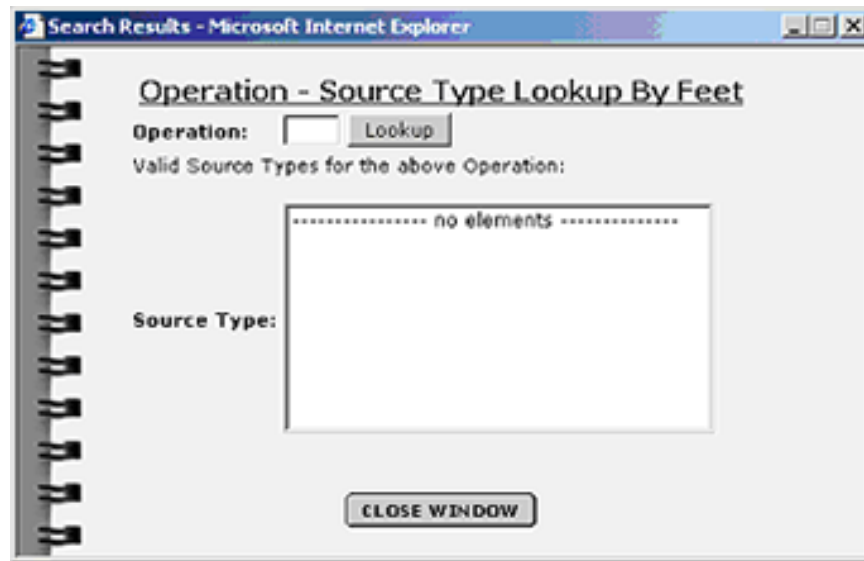 Search Results - Microsoft Internet Explorer
Operation - Source Type Lookup By Feet
Operation: Lookup
Valid Source Types for the above Operation:
---------------- no elements --------------
Source Type:
CLOSE WINDOW